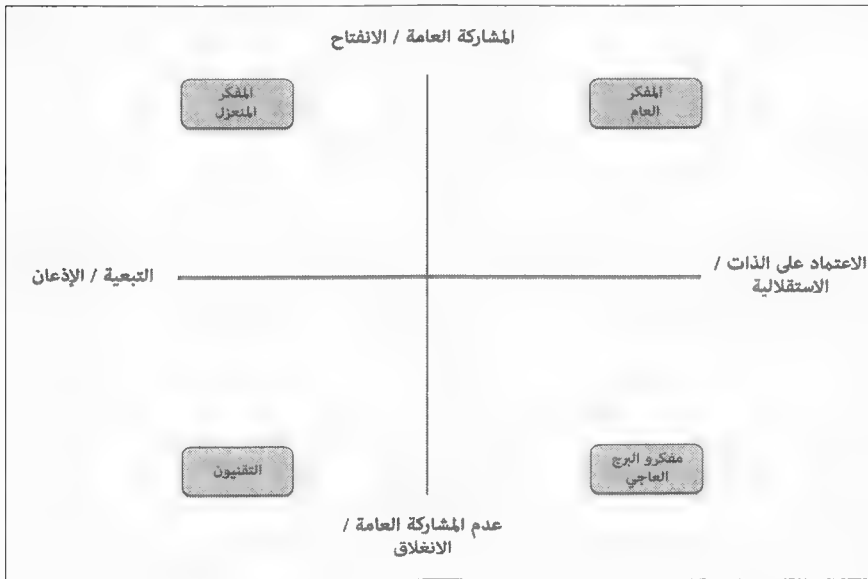 المشاركة العامة / الانفتاح
المفكر
العام
المفكر
المنعزل
الاعتماد على الذات /
الاستقلالية
التبعية / الإذعان
مفكرو البرج
العاجي
التقنيون
عدم المشاركة العامة /
الانغلاق